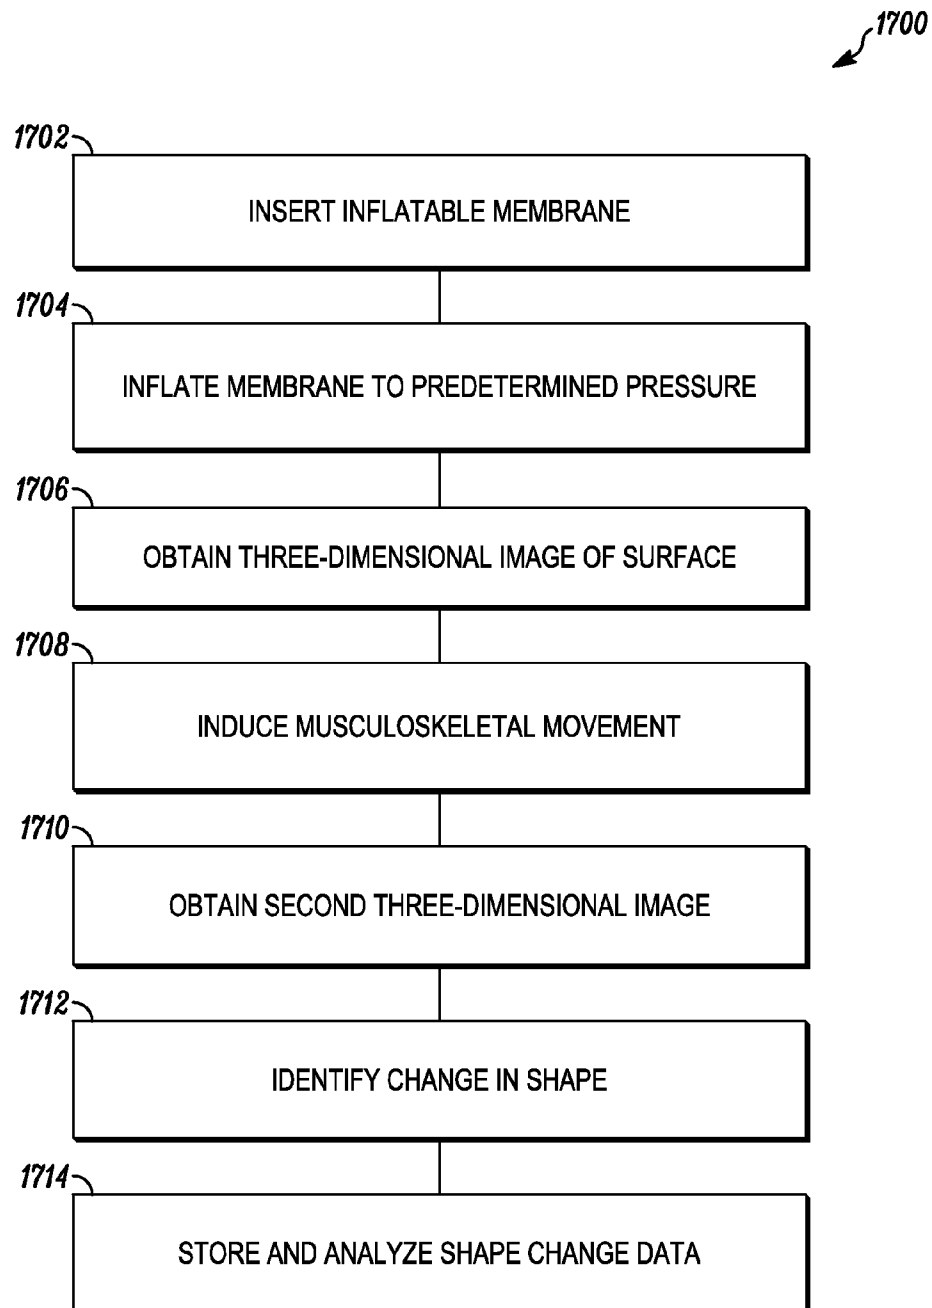 1700
1702
INSERT INFLATABLE MEMBRANE
1704
INFLATE MEMBRANE TO PREDETERMINED PRESSURE
1706
OBTAIN THREE-DIMENSIONAL IMAGE OF SURFACE
1708
INDUCE MUSCULOSKELETAL MOVEMENT
1710
OBTAIN SECOND THREE-DIMENSIONAL IMAGE
1712
IDENTIFY CHANGE IN SHAPE
1714
STORE AND ANALYZE SHAPE CHANGE DATA